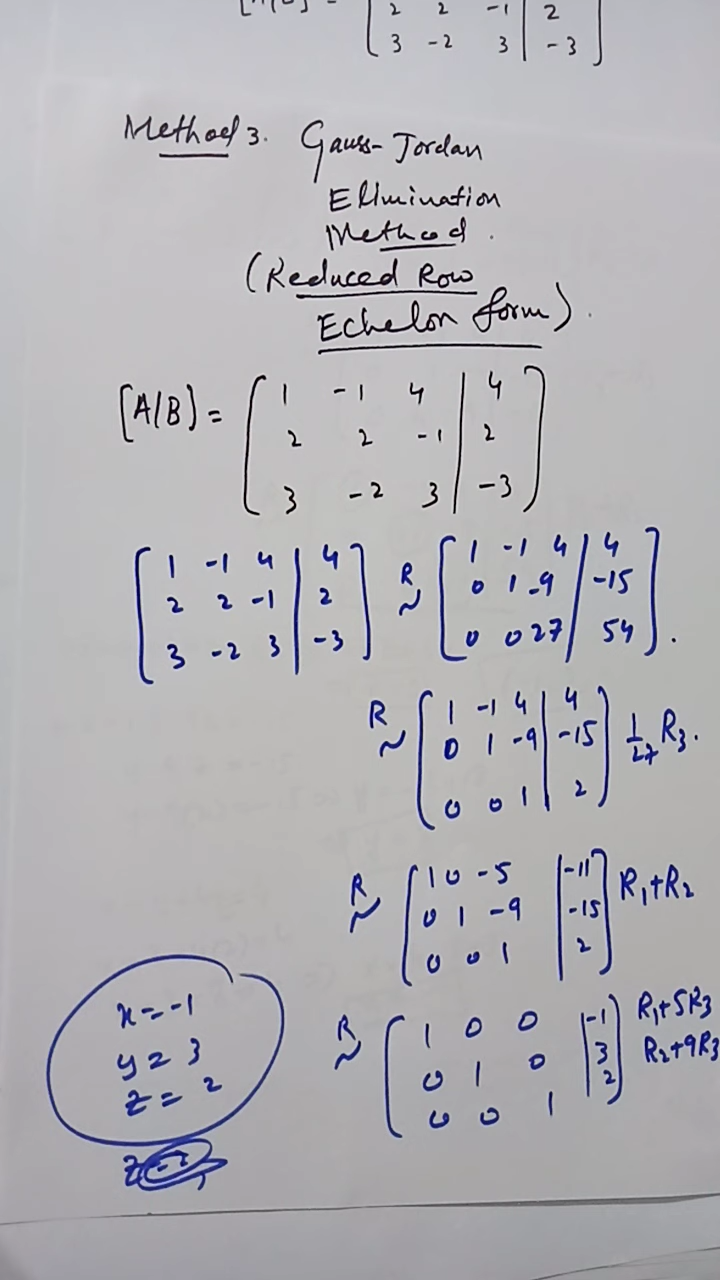 [A/B] = 2 2 -1 | 2
3 -2 3 | -3
Method 3. Gauss-Jordan
Ellimination
Method.
(Reduced Row
Echelon form).
[A/B] = 1 -1 4 | 4
2 2 -1 | 2
3 -2 3 | -3
1 -1 4 | 4 R ~ 1 -1 4 | 4
2 2 -1 | 2 0 1 -9 | -15
3 -2 3 | -3 0 0 27 | 54 .
R ~ 1 -1 4 | 4
0 1 -9 | -15 1/27 R3.
0 0 1 | 2
R ~ 1 0 -5 | -11 R1+R2
0 1 -9 | -15
0 0 1 | 2
R ~ 1 0 0 | -1 R1+5R3
0 1 0 | 3 R2+9R3
0 0 1 | 2
x = -1
y = 3
z = 2